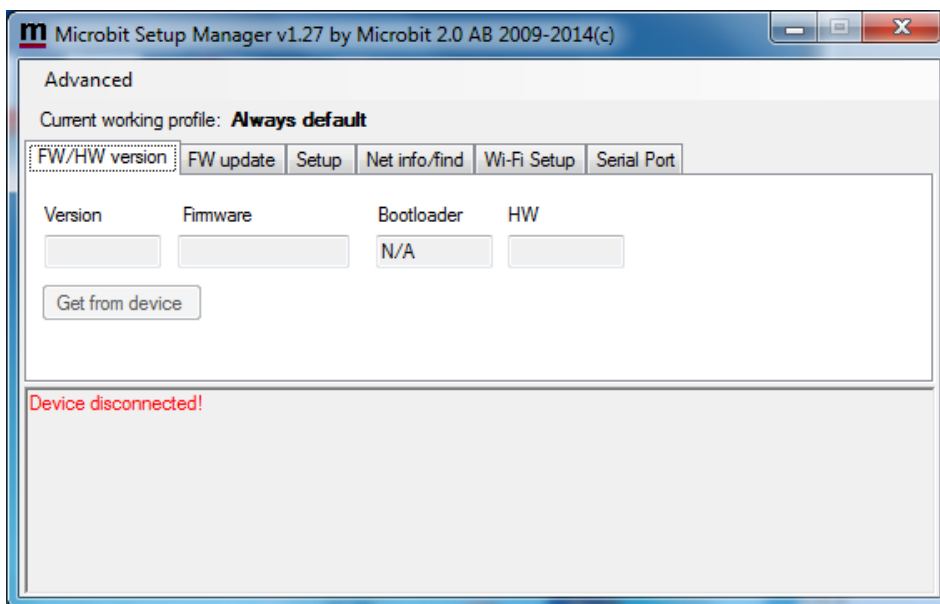 m Microbit Setup Manager v1.27 by Microbit 2.0 AB 2009-2014(c)
Advanced
Current working profile: Always default
FW/HW version FW update Setup Net info/find Wi-Fi Setup Serial Port
Version Firmware Bootloader HW
N/A
Get from device
Device disconnected!